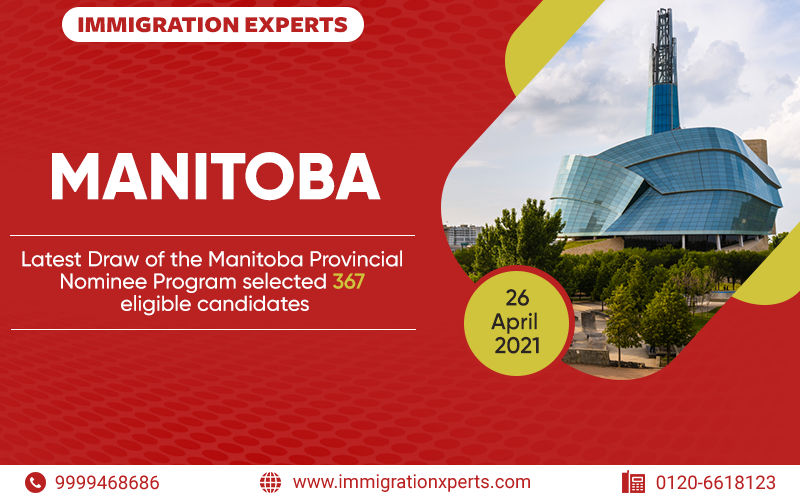 IMMIGRATION EXPERTS
MANITOBA
Latest Draw of the Manitoba Provincial
Nominee Program selected 367
eligible candidates
26
April
2021
9999468686
www.immigrationxperts.com
0120-6618123